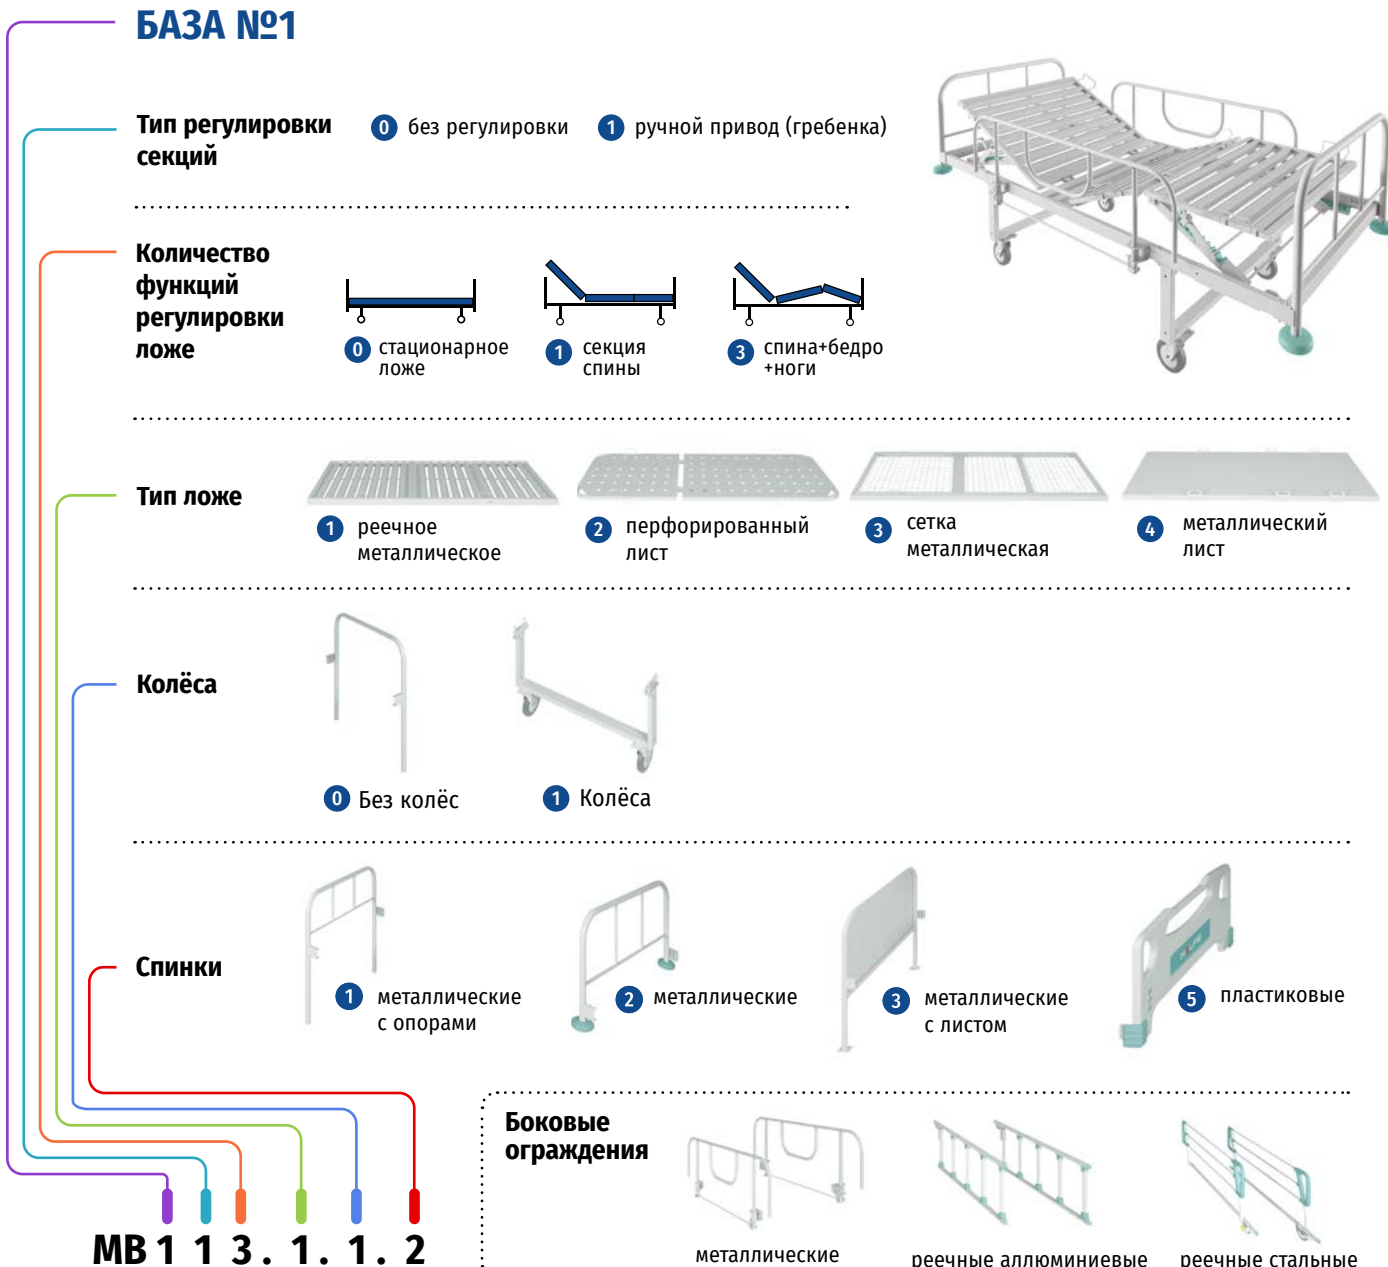 БАЗА №1
Тип регулировки
секций
0 без регулировки
1 ручной привод (гребенка)
Количество
функций
регулировки
ложе
0 стационарное
ложе
1 секция
спины
3 спина+бедро
+ноги
Тип ложе
1 реечное
металлическое
2 перфорированный
лист
3 сетка
металлическая
4 металлический
лист
Колёса
0 Без колёс
1 Колёса
Спинки
1 металлические
с опорами
2 металлические
3 металлические
с листом
5 пластиковые
Боковые
ограждения
металлические
реечные аллюминиевые
реечные стальные
МВ 1 1 3 . 1 . 1 . 2